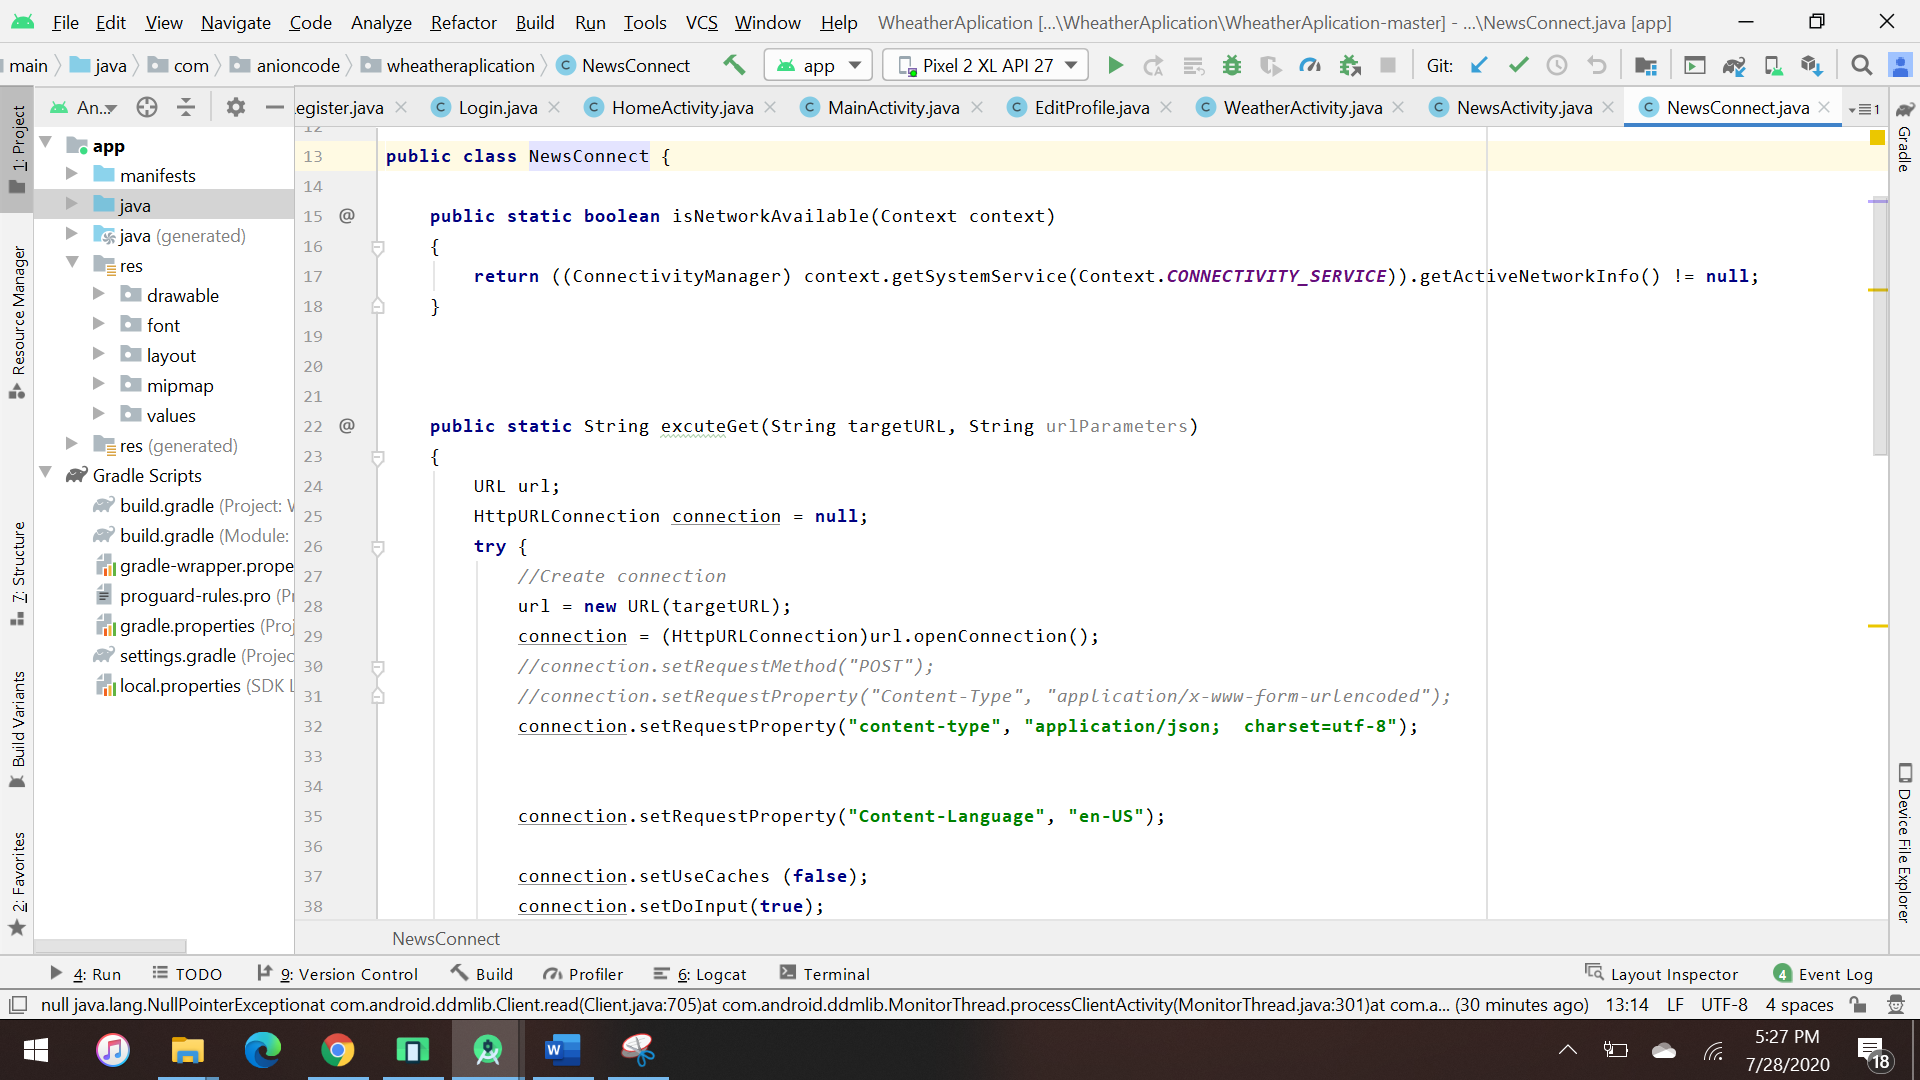 File Edit View Navigate Code Analyze Refactor Build Run Tools VCS Window Help WheatherAplication [...\WheatherAplication\WheatherAplication-master] - ...\NewsConnect.java [app]
main java com anioncode wheatheraplication NewsConnect app Pixel 2 XL API 27 Git:
An... egister.java Login.java HomeActivity.java MainActivity.java EditProfile.java WeatherActivity.java NewsActivity.java NewsConnect.java 1
1: Project
Resource Manager
7: Structure
Build Variants
2: Favorites
app
manifests
java
java (generated)
res
drawable
font
layout
mipmap
values
res (generated)
Gradle Scripts
build.gradle (Project: W
build.gradle (Module:
gradle-wrapper.prope
proguard-rules.pro (Pr
gradle.properties (Proj
settings.gradle (Projec
local.properties (SDK L
12
13 public class NewsConnect {
14
15 @ public static boolean isNetworkAvailable(Context context)
16 {
17 return ((ConnectivityManager) context.getSystemService(Context.CONNECTIVITY_SERVICE)).getActiveNetworkInfo() != null;
18 }
19
20
21
22 @ public static String excuteGet(String targetURL, String urlParameters)
23 {
24 URL url;
25 HttpURLConnection connection = null;
26 try {
27 //Create connection
28 url = new URL(targetURL);
29 connection = (HttpURLConnection)url.openConnection();
30 //connection.setRequestMethod("POST");
31 //connection.setRequestProperty("Content-Type", "application/x-www-form-urlencoded");
32 connection.setRequestProperty("content-type", "application/json;  charset=utf-8");
33
34
35 connection.setRequestProperty("Content-Language", "en-US");
36
37 connection.setUseCaches (false);
38 connection.setDoInput(true);
NewsConnect
Gradle
Device File Explorer
4: Run TODO 9: Version Control Build Profiler 6: Logcat Terminal Layout Inspector 4 Event Log
null java.lang.NullPointerExceptionat com.android.ddmlib.Client.read(Client.java:705)at com.android.ddmlib.MonitorThread.processClientActivity(MonitorThread.java:301)at com.a... (30 minutes ago) 13:14 LF UTF-8 4 spaces
W
5:27 PM
7/28/2020
18